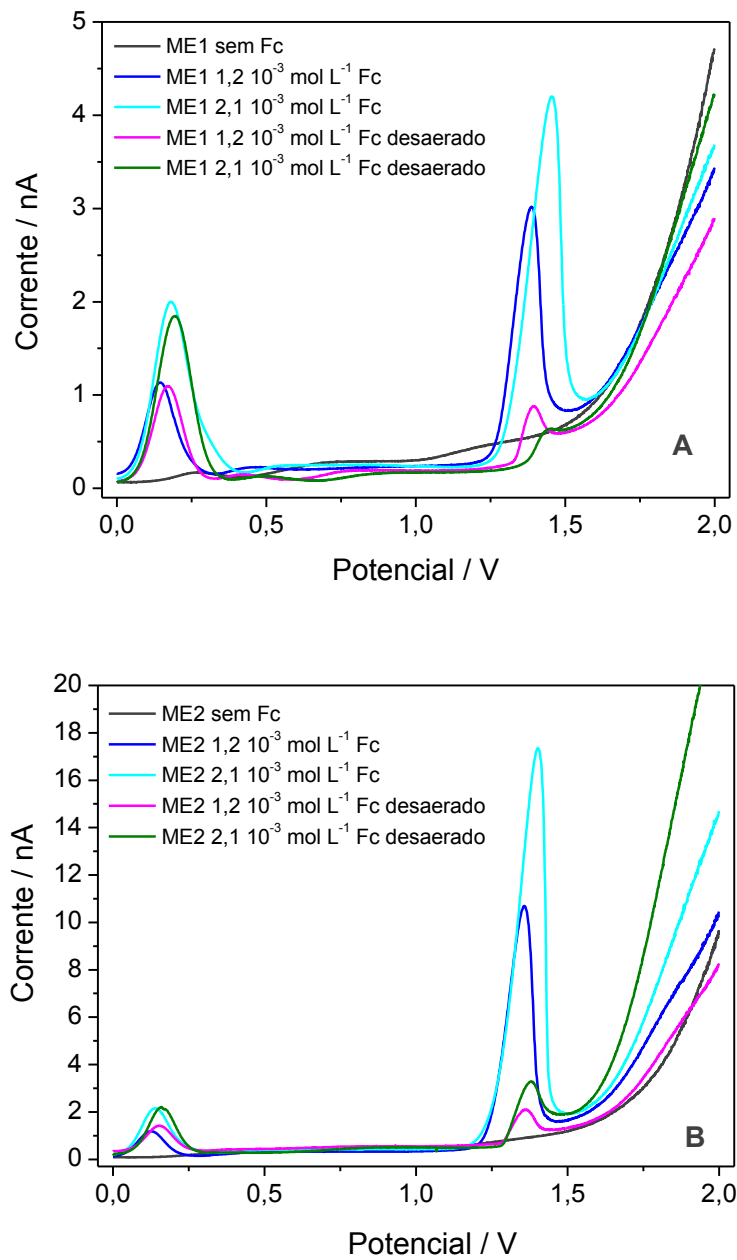 5
4
3
2
1
0
Corrente / nA
ME1 sem Fc
ME1 1,2 10⁻³ mol L⁻¹ Fc
ME1 2,1 10⁻³ mol L⁻¹ Fc
ME1 1,2 10⁻³ mol L⁻¹ Fc desaerado
ME1 2,1 10⁻³ mol L⁻¹ Fc desaerado
A
0,0 0,5 1,0 1,5 2,0
Potencial / V
20
18
16
14
12
10
8
6
4
2
0
Corrente / nA
ME2 sem Fc
ME2 1,2 10⁻³ mol L⁻¹ Fc
ME2 2,1 10⁻³ mol L⁻¹ Fc
ME2 1,2 10⁻³ mol L⁻¹ Fc desaerado
ME2 2,1 10⁻³ mol L⁻¹ Fc desaerado
B
0,0 0,5 1,0 1,5 2,0
Potencial / V